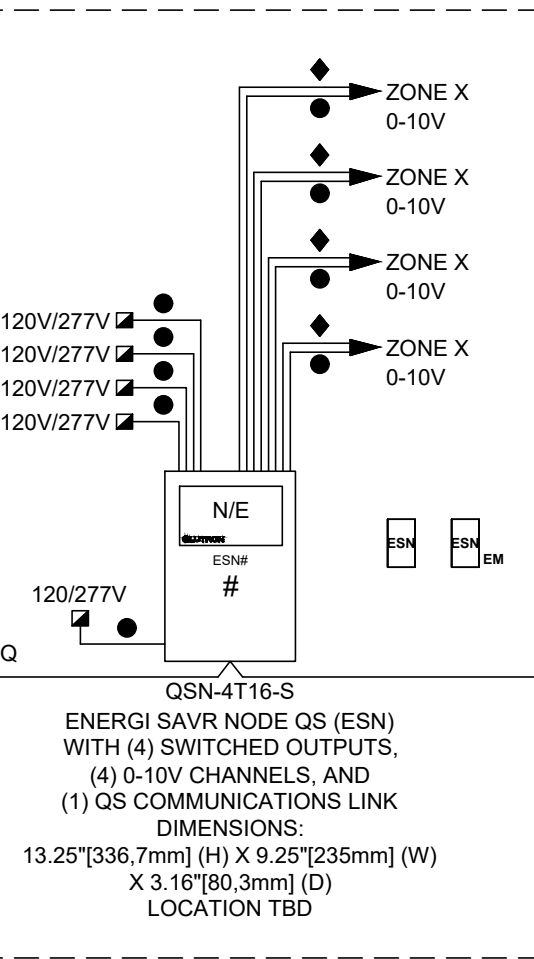 ZONE X
0-10V
ZONE X
0-10V
ZONE X
0-10V
ZONE X
0-10V
120V/277V
120V/277V
120V/277V
120V/277V
N/E
LUTRON
ESN#
#
ESN
ESN
EM
120/277V
Q
QSN-4T16-S
ENERGI SAVR NODE QS (ESN)
WITH (4) SWITCHED OUTPUTS,
(4) 0-10V CHANNELS, AND
(1) QS COMMUNICATIONS LINK
DIMENSIONS:
13.25"[336,7mm] (H) X 9.25"[235mm] (W)
X 3.16"[80,3mm] (D)
LOCATION TBD